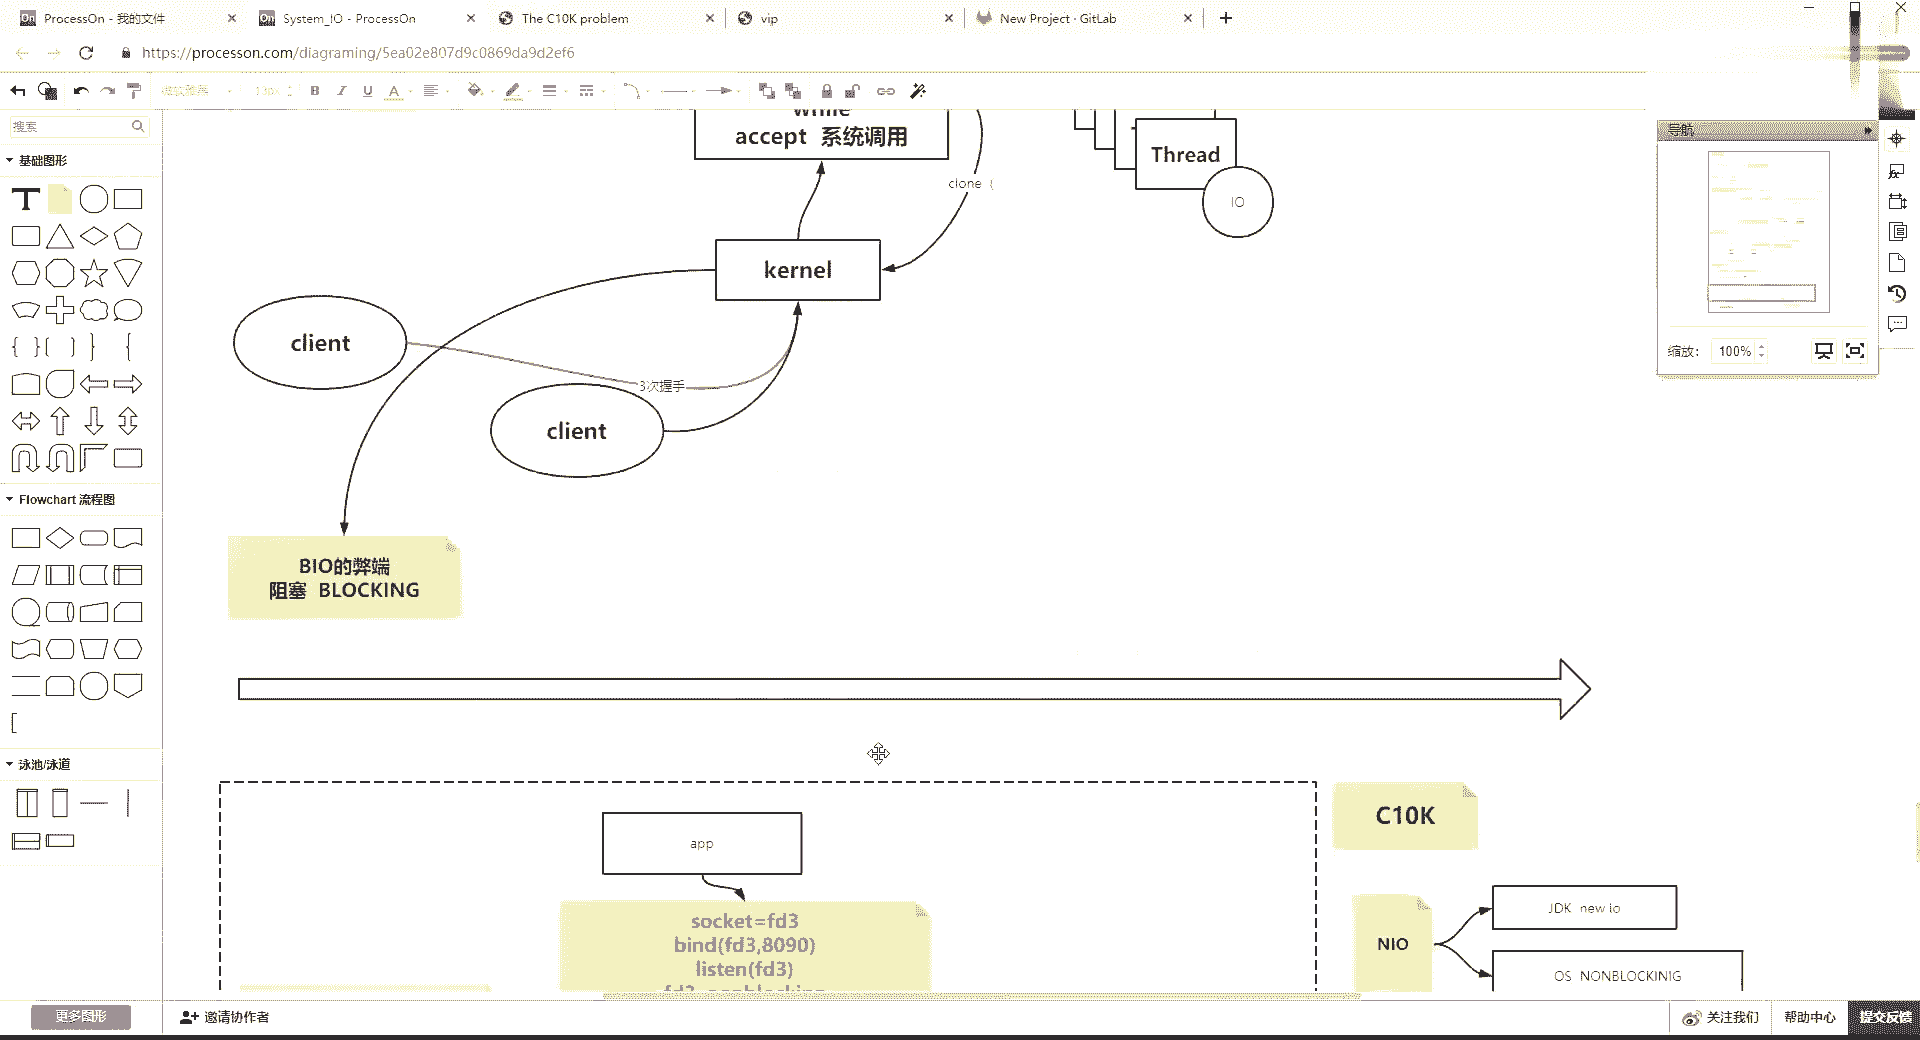 ProcessOn - 我的文件
System_IO - ProcessOn
The C10K problem
vip
New Project · GitLab
https://processon.com/diagraming/5ea02e807d9c0869da9d2ef6
B I U A
搜索
基础图形
T
Flowchart 流程图
泳池/泳道
更多图形
while
accept 系统调用
clone (
Thread
IO
kernel
client
3次握手
client
BIO的弊端
阻塞 BLOCKING
app
socket=fd3
bind(fd3,8090)
listen(fd3)
fd3 nonblocking
C10K
NIO
JDK new io
OS NONBLOCKINIG
导航
缩放：
100%
邀请协作者
关注我们
帮助中心
提交反馈